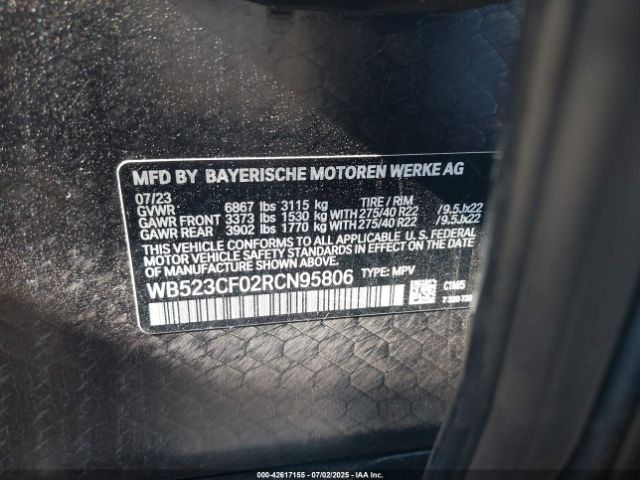 MFD BY BAYERISCHE MOTOREN WERKE AG
07/23
GVWR 6867 lbs 3115 kg TIRE / RIM
GAWR FRONT 3373 lbs 1530 kg WITH 275/40 R22 / 9.5Jx22
GAWR REAR 3902 lbs 1770 kg WITH 275/40 R22 / 9.5Jx22
THIS VEHICLE CONFORMS TO ALL APPLICABLE U. S. FEDERAL
MOTOR VEHICLE SAFETY STANDARDS IN EFFECT ON THE
DATE OF MANUFACTURE SHOWN ABOVE.
WB523CF02RCN95806 TYPE: MPV
C1M5
000-42617155 - 07/02/2025 - IAAI.COM